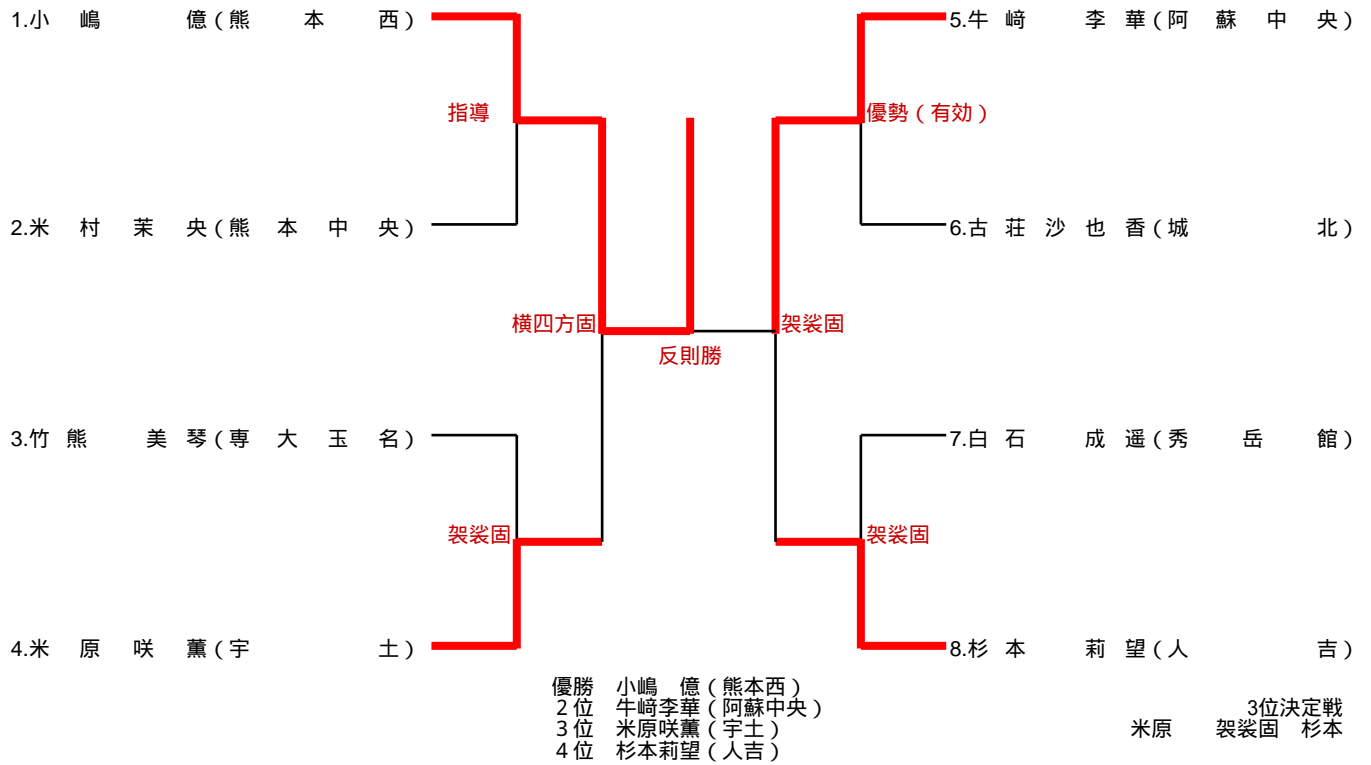 1.小嶋 億(熊本西)
5.牛﨑 李華(阿蘇中央)
指導
優勢(有効)
2.米村茉央(熊本中央)
6.古荘沙也香(城北)
横四方固
袈裟固
反則勝
3.竹熊 美琴(専大玉名)
7.白石 成遥(秀岳館)
袈裟固
袈裟固
4.米原咲薫(宇土)
8.杉本 莉望(人吉)
優勝 小嶋 億(熊本西)
2位 牛﨑李華(阿蘇中央)
3位 米原咲薫(宇土)
4位 杉本莉望(人吉)
3位決定戦
米原 袈裟固 杉本